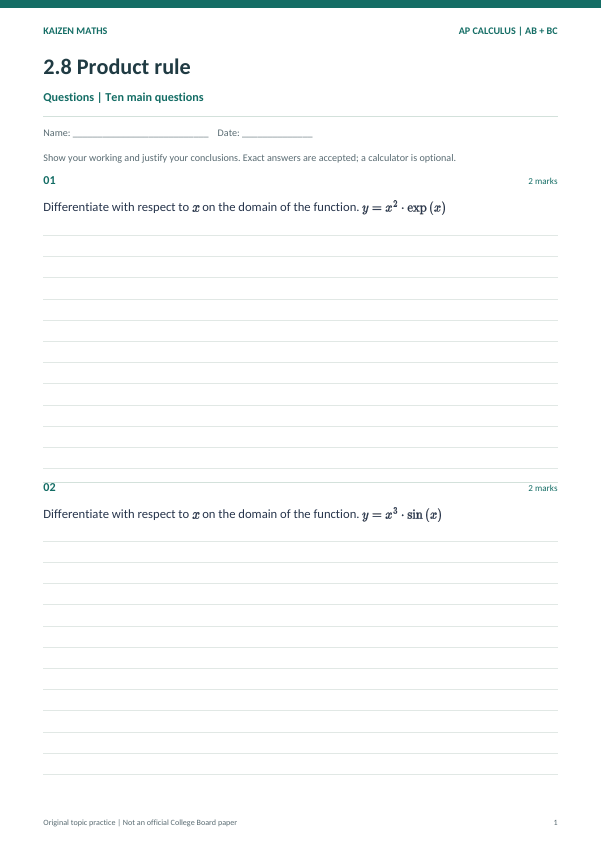 KAIZEN MATHS
AP CALCULUS | AB + BC
2.8 Product rule
Questions | Ten main questions
Name: ____________________________ Date: ______________
Show your working and justify your conclusions. Exact answers are accepted; a calculator is optional.
01
2 marks
Differentiate with respect to x on the domain of the function. y = x² · exp (x)
02
2 marks
Differentiate with respect to x on the domain of the function. y = x³ · sin (x)
Original topic practice | Not an official College Board paper
1